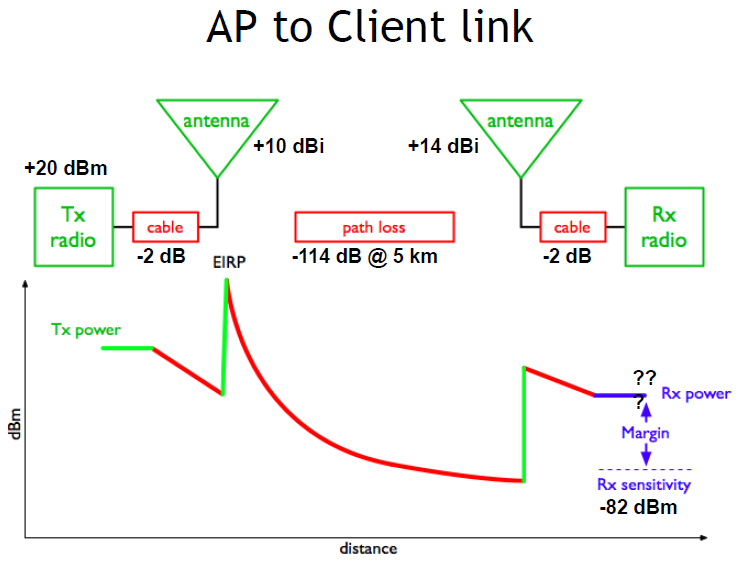 AP to Client link
antenna
antenna
+10 dBi
+14 dBi
+20 dBm
Tx
radio
cable
path loss
cable
Rx
radio
-2 dB
-114 dB @ 5 km
-2 dB
EIRP
Tx power
??
?
Rx power
Margin
dBm
Rx sensitivity
-82 dBm
distance